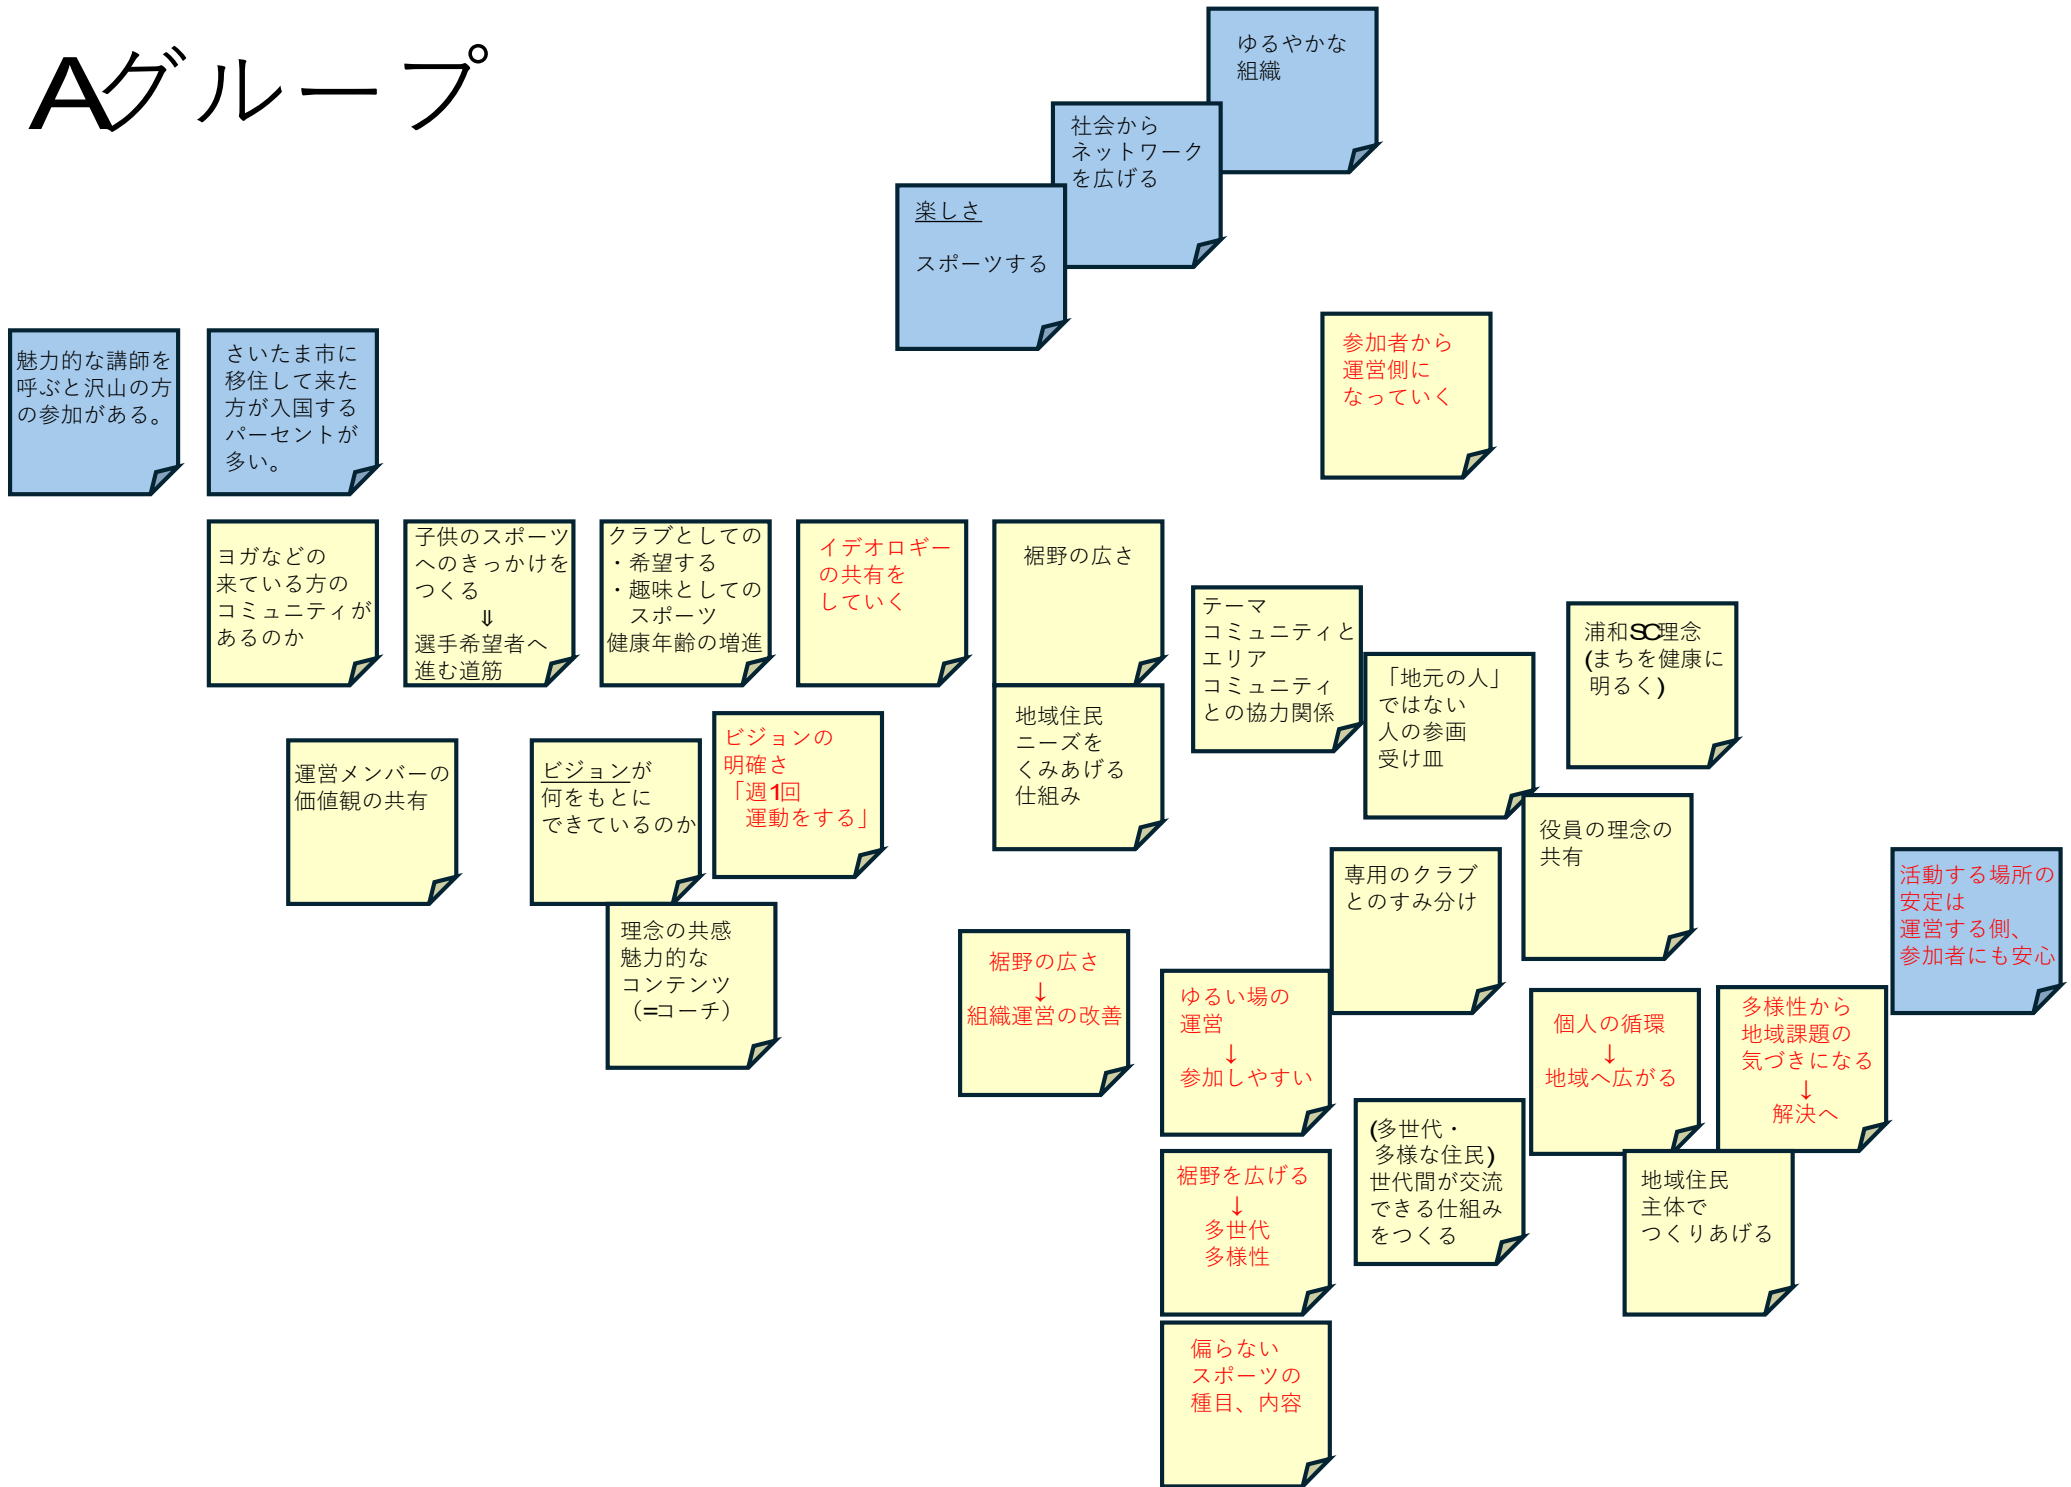 Aグループ
ゆるやかな
組織
社会から
ネットワーク
を広げる
楽しさ
スポーツする
参加者から
運営側に
なっていく
魅力的な講師を
呼ぶと沢山の方
の参加がある。
さいたま市に
移住して来た
方が入国する
パーセントが
多い。
ヨガなどの
来ている方の
コミュニティが
あるのか
子供のスポーツ
へのきっかけを
つくる
⇓
選手希望者へ
進む道筋
クラブとしての
・希望する
・趣味としての
スポーツ
健康年齢の増進
イデオロギー
の共有を
していく
裾野の広さ
テーマ
コミュニティと
エリア
コミュニティ
との協力関係
「地元の人」
ではない
人の参画
受け皿
浦和SC理念
(まちを健康に
明るく)
運営メンバーの
価値観の共有
ビジョンが
何をもとに
できているのか
ビジョンの
明確さ
「週1回
運動をする」
地域住民
ニーズを
くみあげる
仕組み
役員の理念の
共有
専用のクラブ
とのすみ分け
活動する場所の
安定は
運営する側、
参加者にも安心
理念の共感
魅力的な
コンテンツ
（=コーチ）
裾野の広さ
↓
組織運営の改善
ゆるい場の
運営
↓
参加しやすい
個人の循環
↓
地域へ広がる
多様性から
地域課題の
気づきになる
↓
解決へ
(多世代・
多様な住民)
世代間が交流
できる仕組み
をつくる
裾野を広げる
↓
多世代
多様性
地域住民
主体で
つくりあげる
偏らない
スポーツの
種目、内容